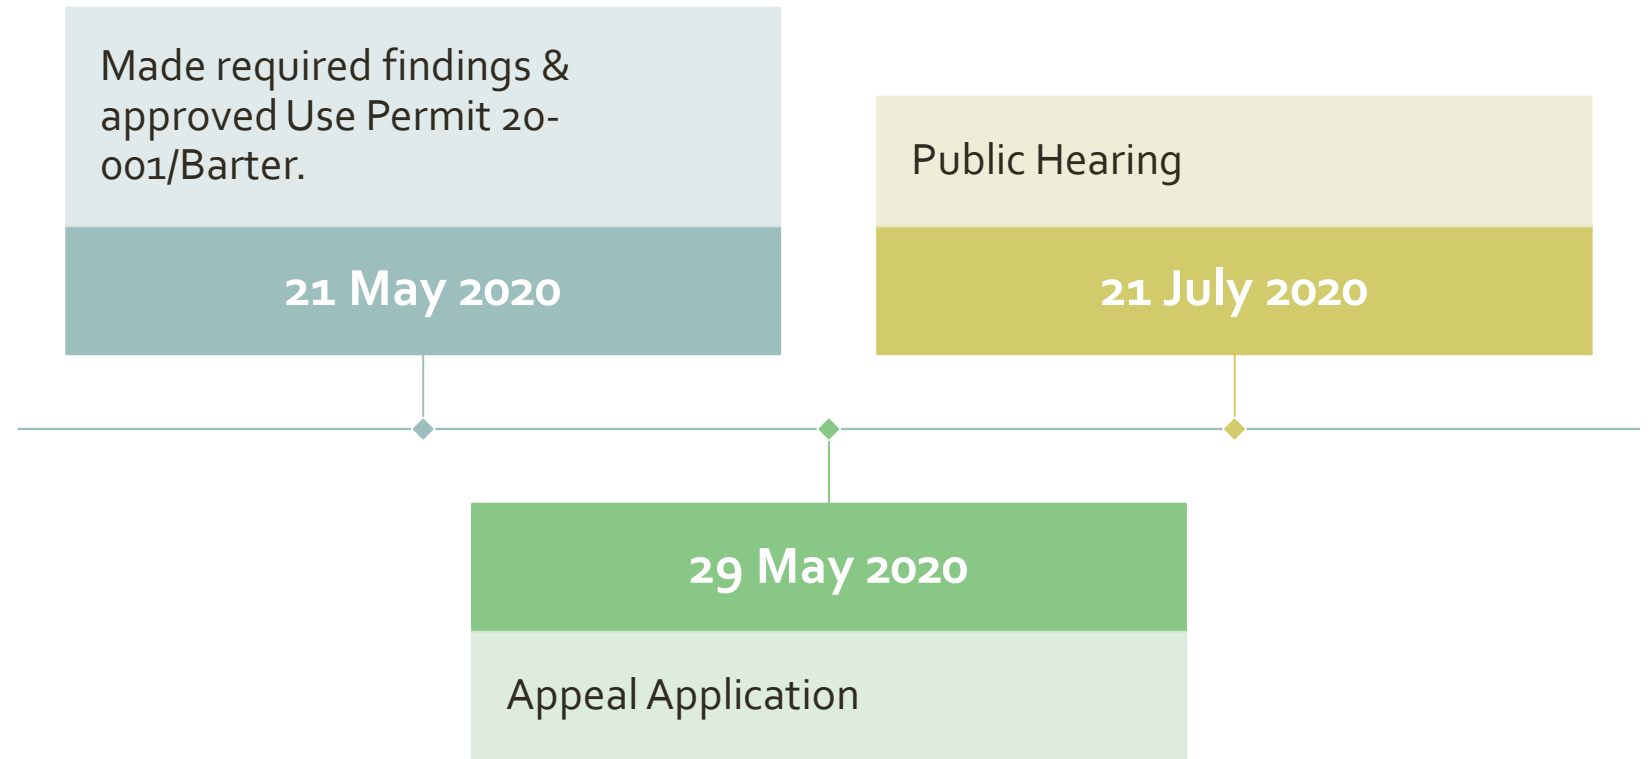 Made required findings &
approved Use Permit 20-
001/Barter.
21 May 2020
Public Hearing
21 July 2020
29 May 2020
Appeal Application